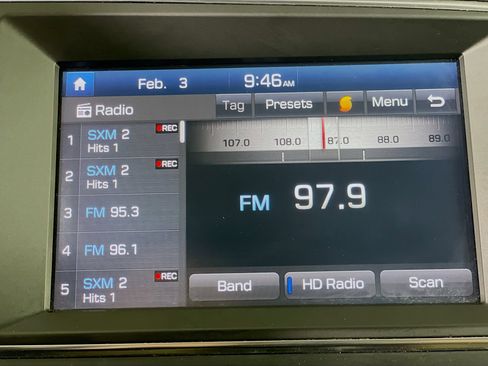 Feb. 3 9:46 AM
Radio Tag Presets Menu
1 SXM 2 REC
Hits 1
107.0 108.0 87.0 88.0 89.0
2 SXM 2 REC
Hits 1
3 FM 95.3
FM 97.9
4 FM 96.1
5 SXM 2 REC
Hits 1
Band HD Radio Scan